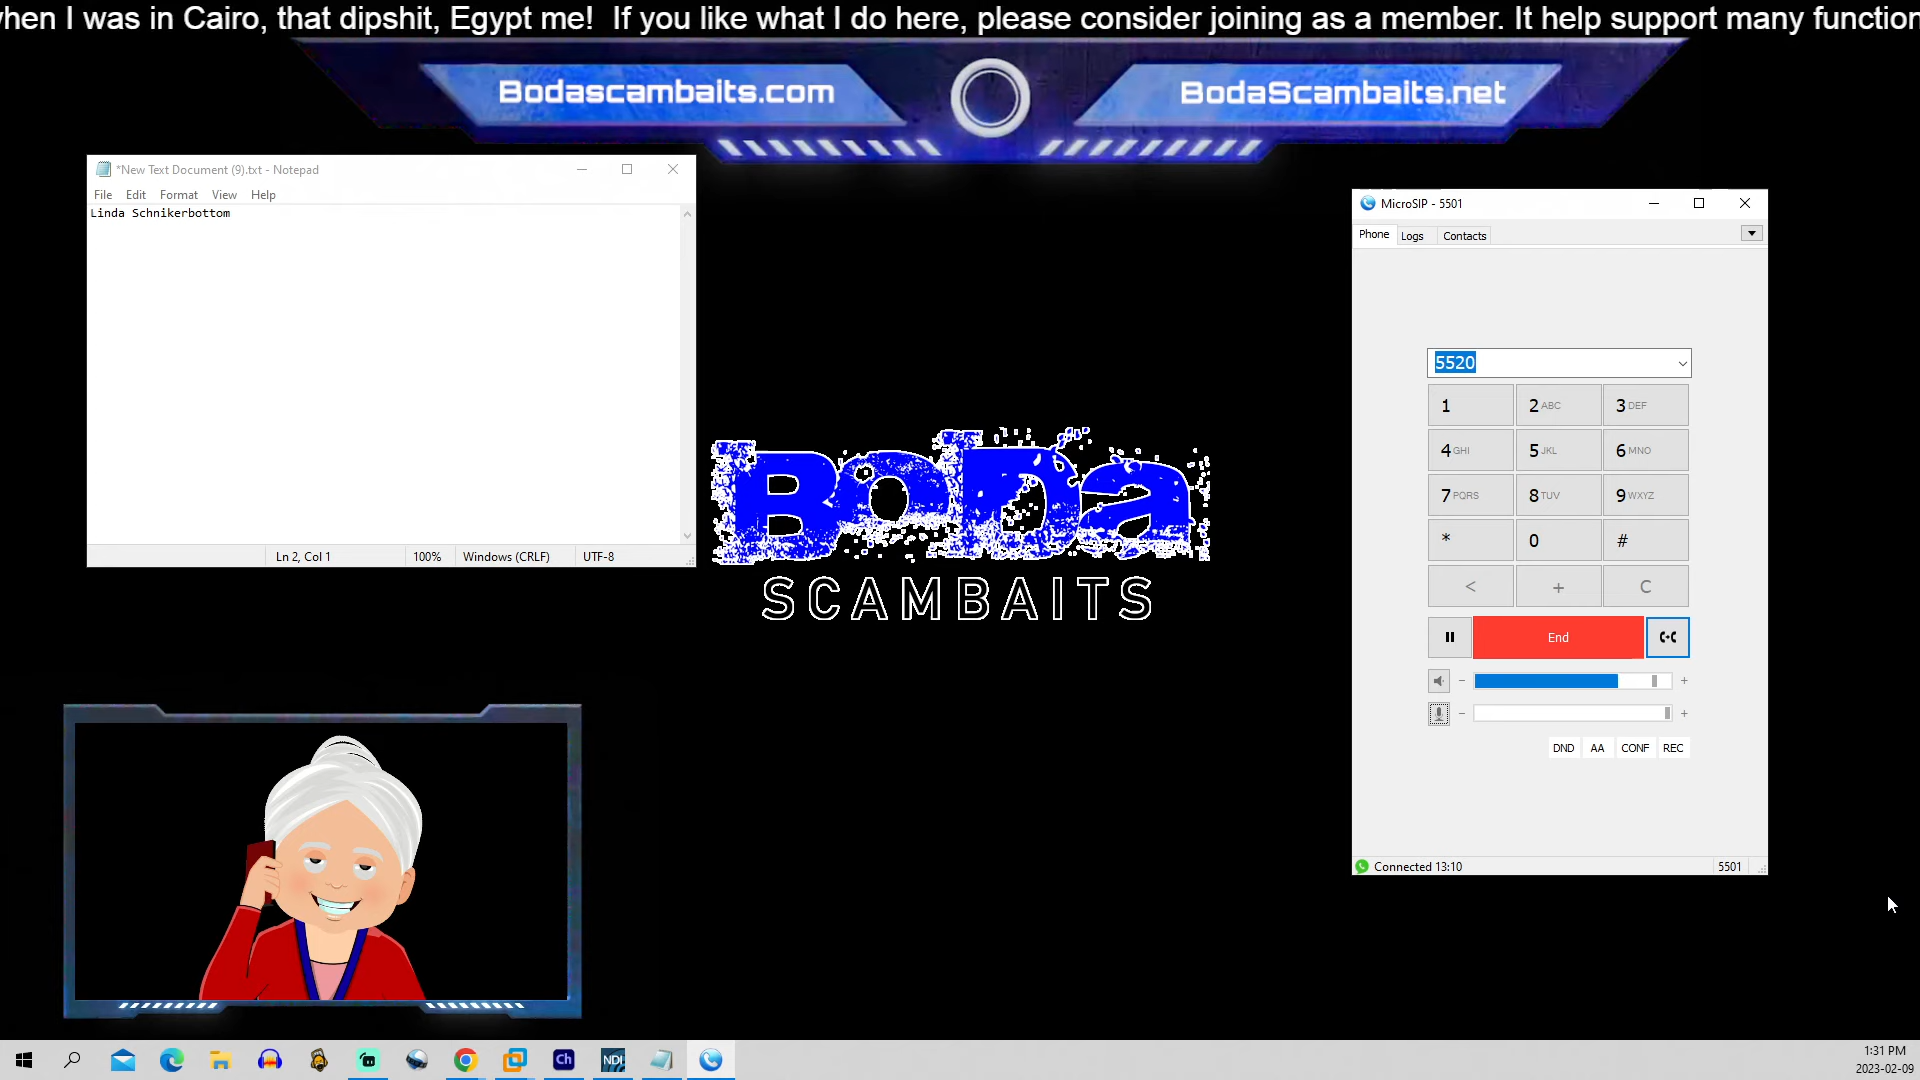 when I was in Cairo, that dipshit, Egypt me!  If you like what I do here, please consider joining as a member. It help support many function
Bodascambaits.com
BodaScambaits.net
*New Text Document (9).txt - Notepad
File Edit Format View Help
Linda Schnikerbottom
Ln 2, Col 1 100% Windows (CRLF) UTF-8
BoDa
SCAMBAITS
MicroSIP - 5501
Phone Logs Contacts
5520
1 2 ABC 3 DEF
4 GHI 5 JKL 6 MNO
7 PQRS 8 TUV 9 WXYZ
* 0 #
< + C
End
- +
- +
DND AA CONF REC
Connected 13:10 5501
Ch
NDI
1:31 PM
2023-02-09